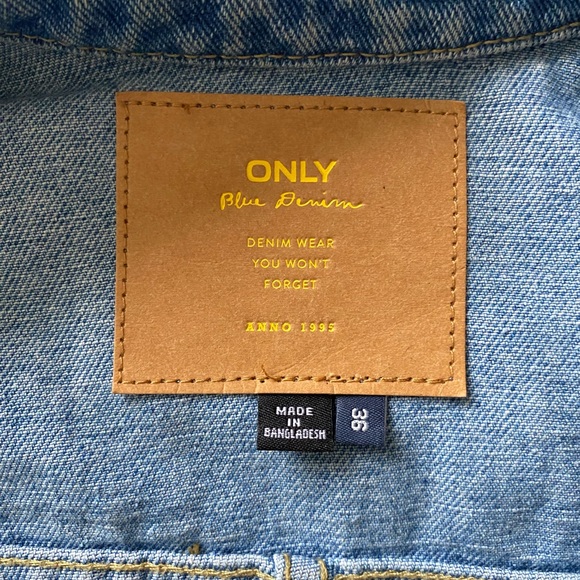 ONLY
Blue Denim
DENIM WEAR
YOU WON'T
FORGET
ANNO 1995
MADE
IN
BANGLADESH
36